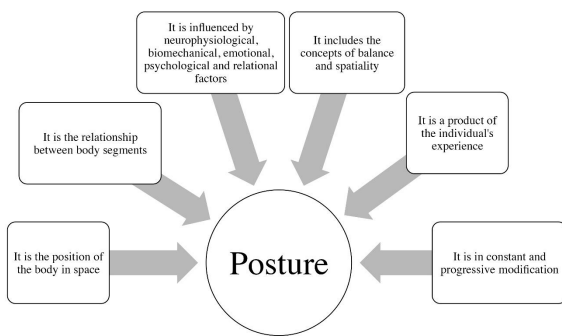 It is influenced by
neurophysiological,
biomechanical, emotional,
psychological and relational
factors
It includes the
concepts of balance
and spatiality
It is the relationship
between body segments
It is a product of
the individual's
experience
It is the position of
the body in space
Posture
It is in constant and
progressive modification